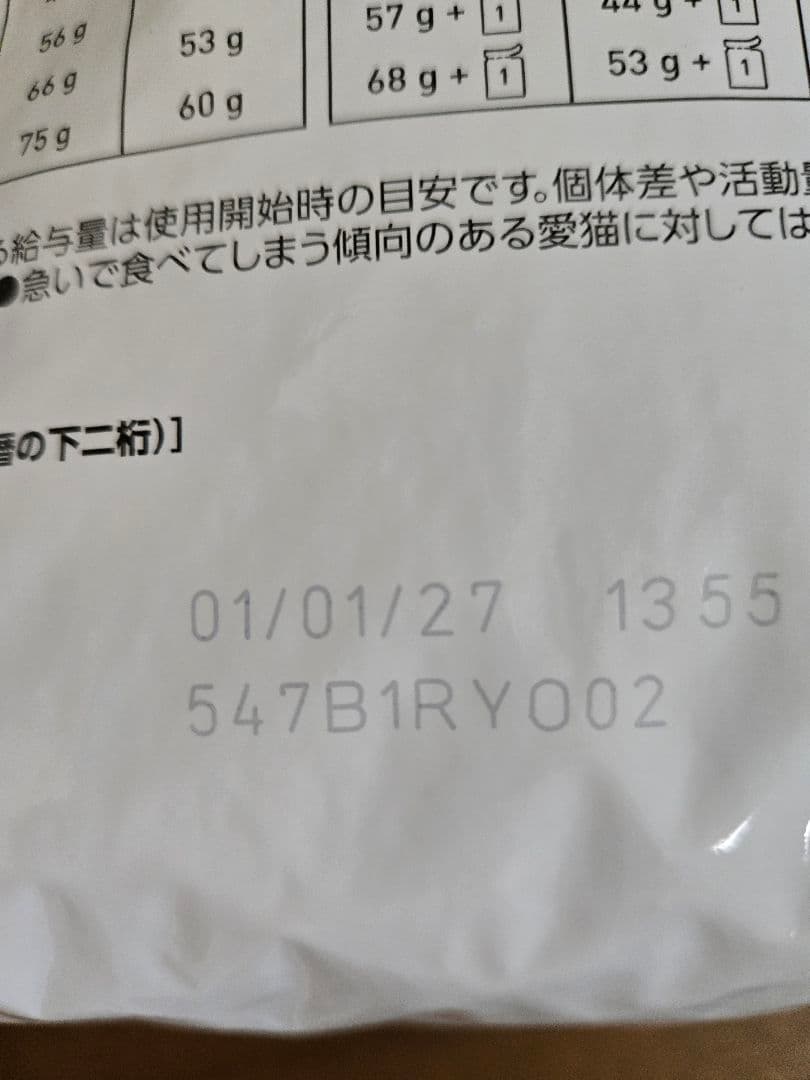 56 g 53 g 57 g + 1 44 g + 1
66 g 60 g 68 g + 1 53 g + 1
75 g
給与量は使用開始時の目安です。個体差や活動
●急いで食べてしまう傾向のある愛猫に対しては
の下二桁)]
01/01/27 1355
547B1RYO02